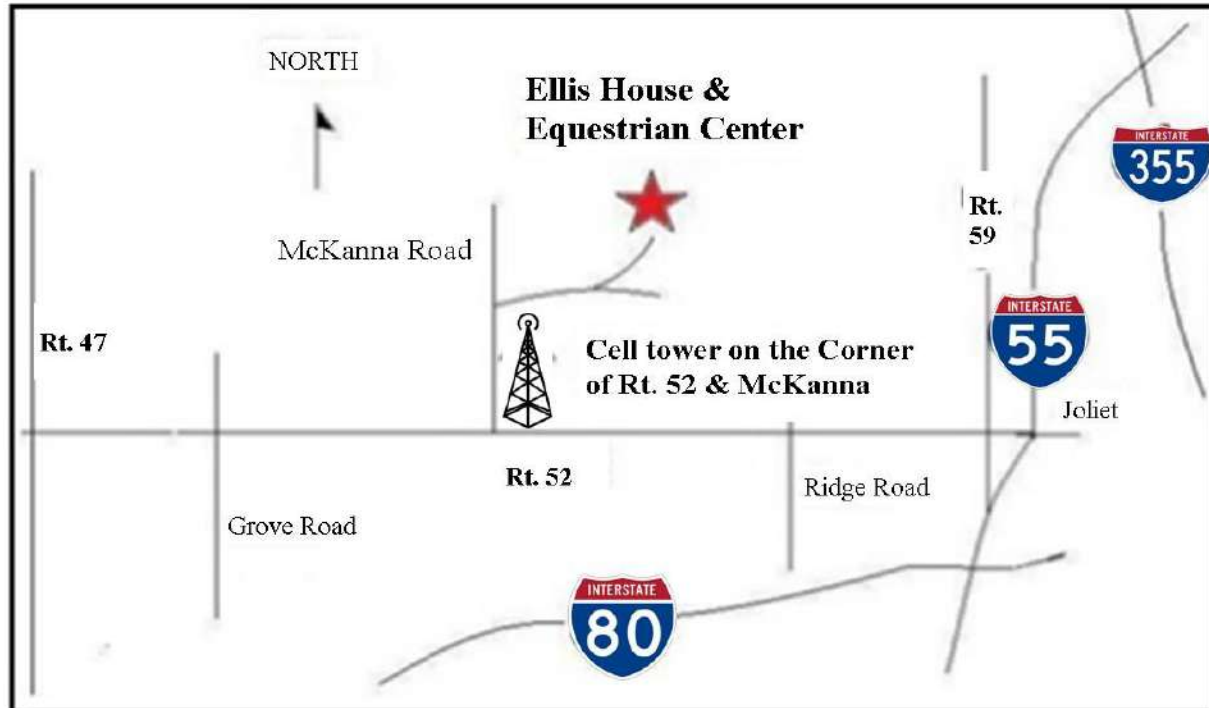 NORTH
Ellis House &
Equestrian Center
INTERSTATE
355
Rt.
59
McKanna Road
INTERSTATE
55
Rt. 47
Cell tower on the Corner
of Rt. 52 & McKanna
Joliet
Rt. 52
Ridge Road
Grove Road
INTERSTATE
80